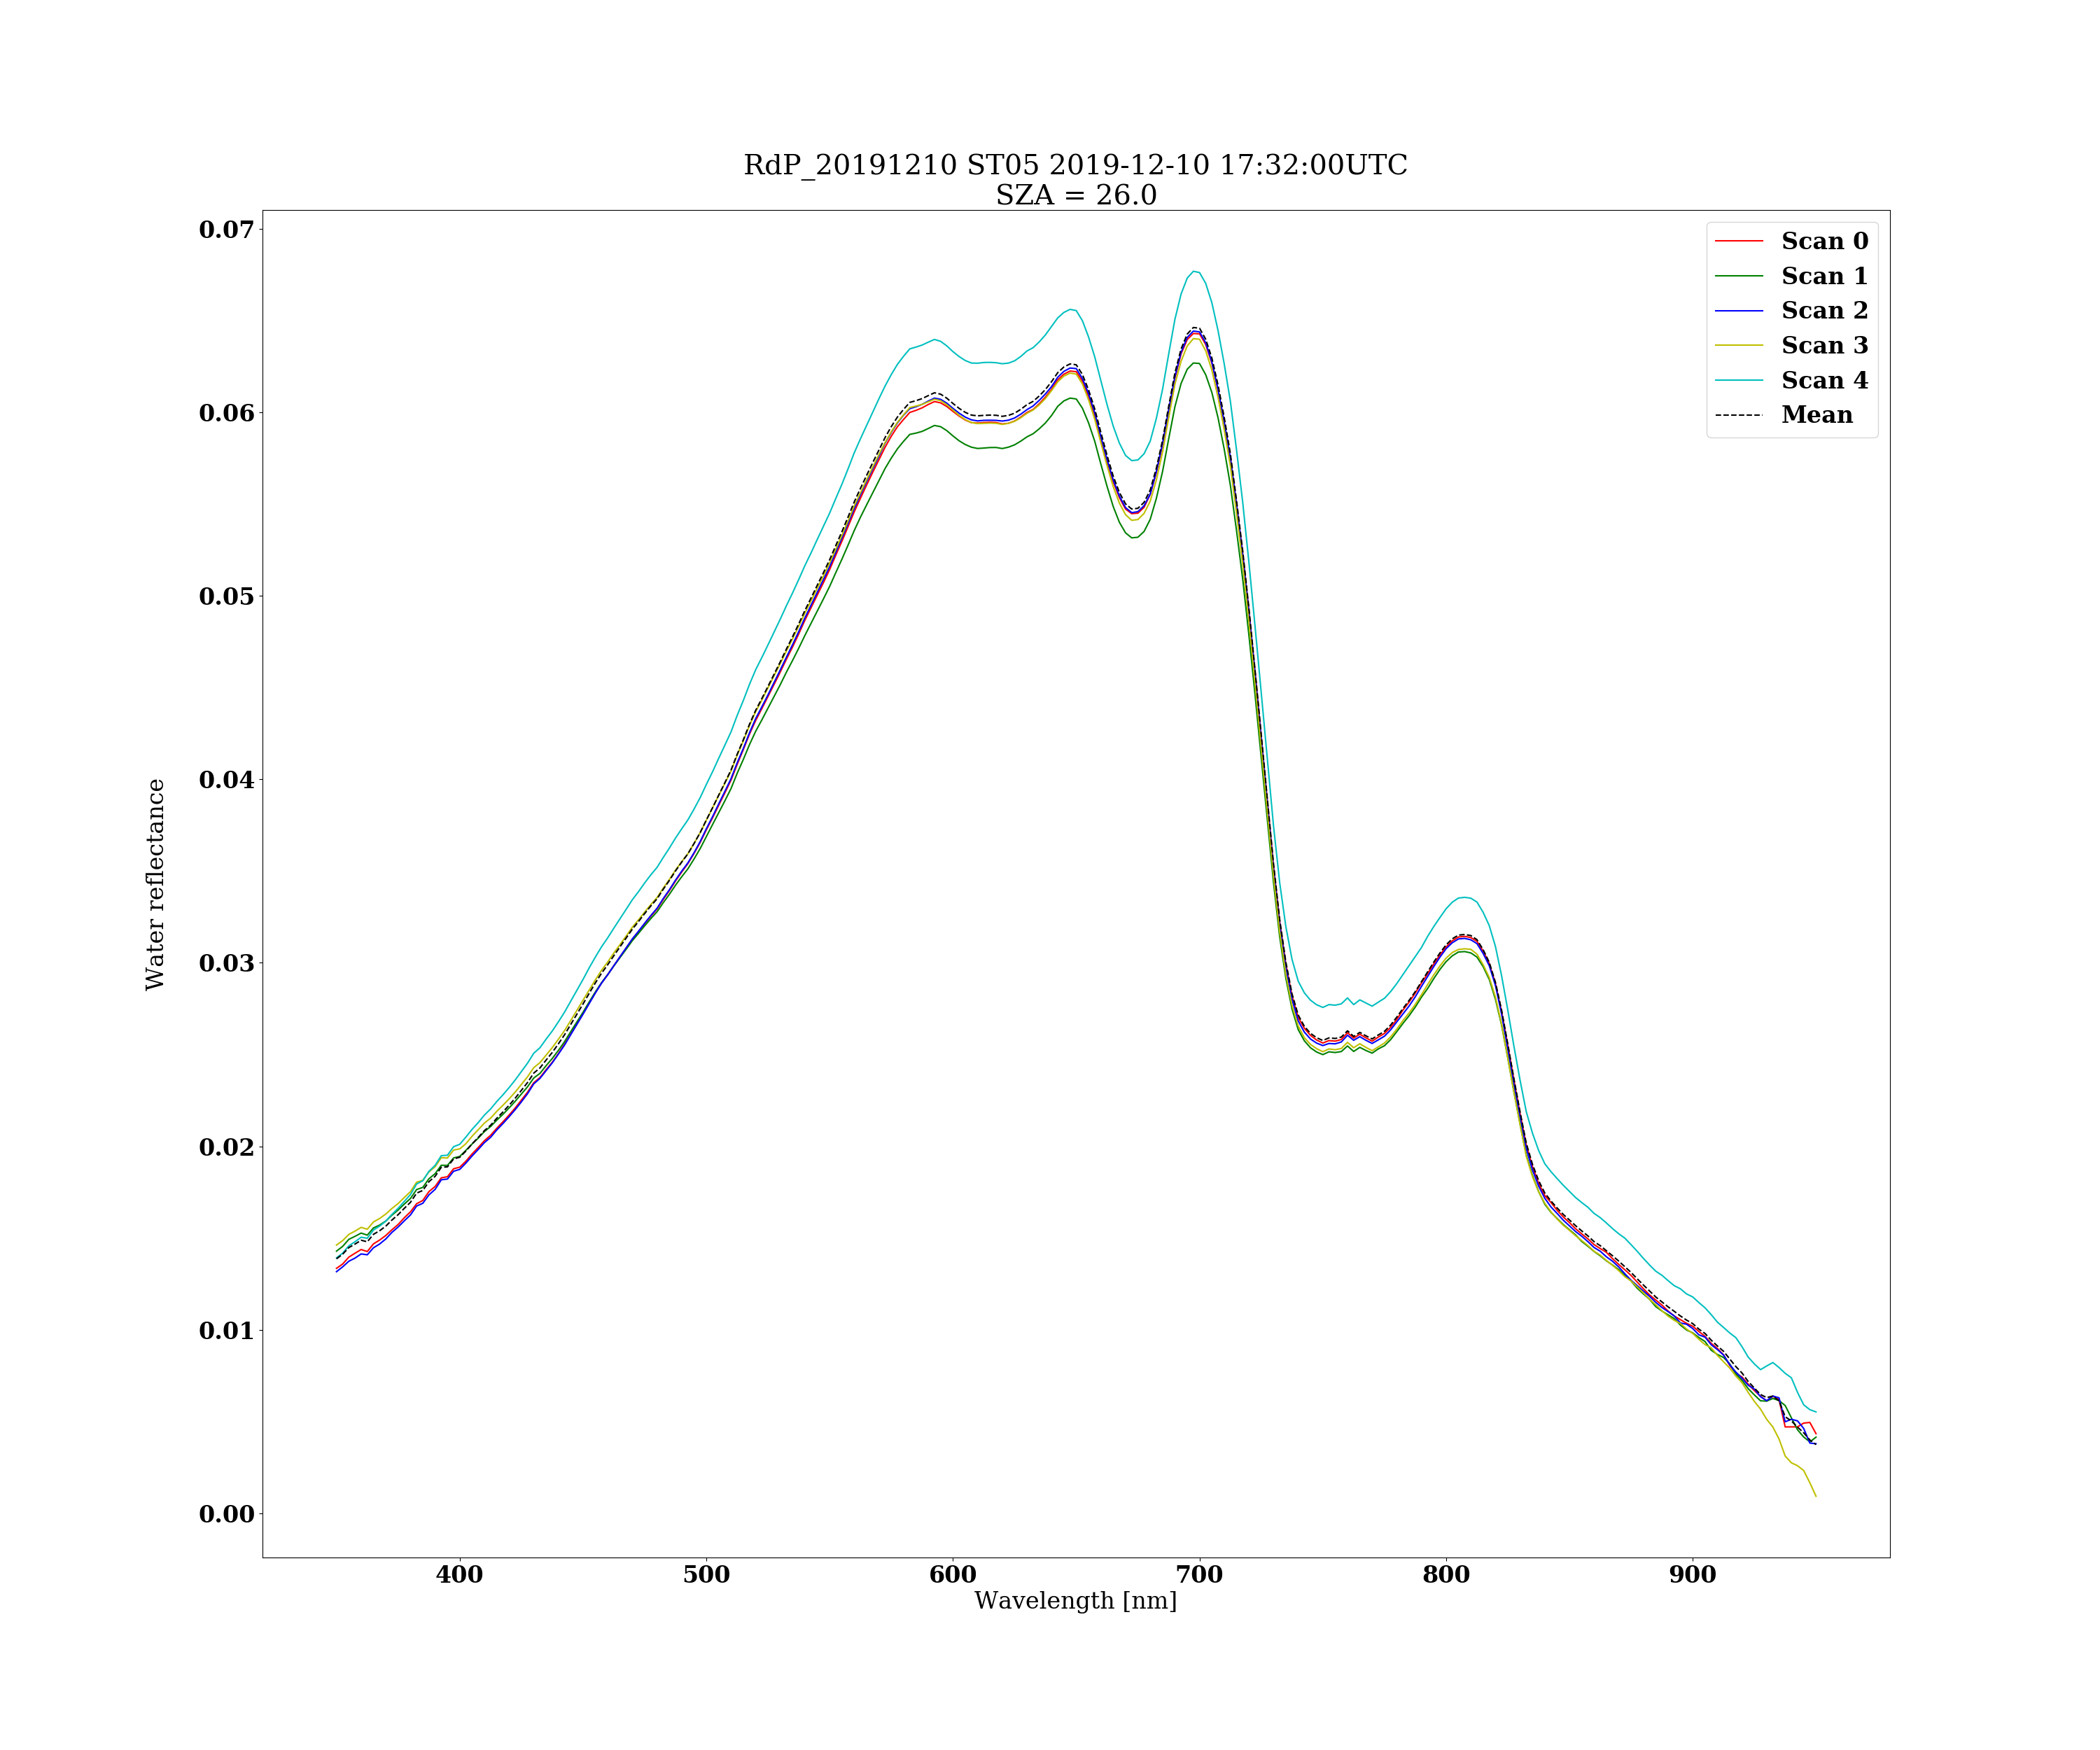 RdP_20191210 ST05 2019-12-10 17:32:00UTC
SZA = 26.0
Scan 0
Scan 1
Scan 2
Scan 3
Scan 4
Mean
Water reflectance
0.07
0.06
0.05
0.04
0.03
0.02
0.01
0.00
400 500 600 700 800 900
Wavelength [nm]